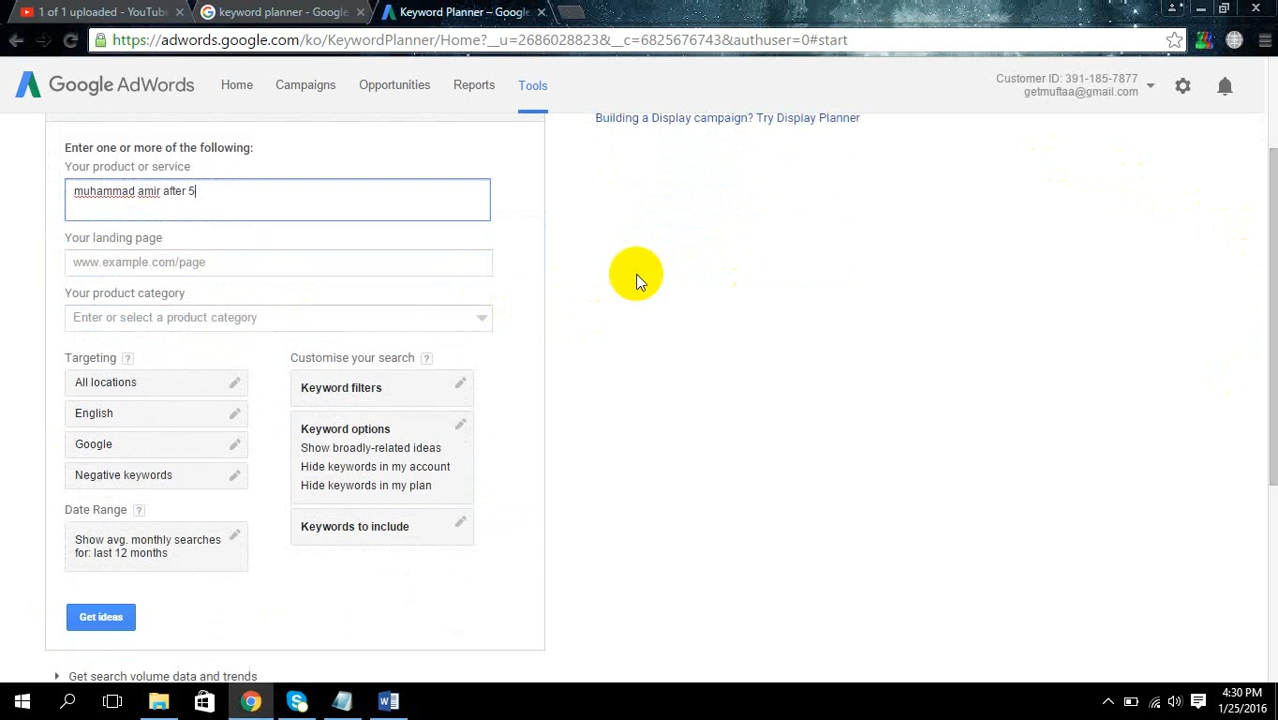 1 of 1 uploaded - YouTube
keyword planner - Google
Keyword Planner – Google
https://adwords.google.com/ko/KeywordPlanner/Home?__u=2686028823&__c=6825676743&authuser=0#start
Google AdWords
Home
Campaigns
Opportunities
Reports
Tools
Customer ID: 391-185-7877
getmuftaa@gmail.com
Building a Display campaign? Try Display Planner
Enter one or more of the following:
Your product or service
muhammad amir after 5
Your landing page
www.example.com/page
Your product category
Enter or select a product category
Targeting ?
All locations
English
Google
Negative keywords
Date Range ?
Show avg. monthly searches
for: last 12 months
Customise your search ?
Keyword filters
Keyword options
Show broadly-related ideas
Hide keywords in my account
Hide keywords in my plan
Keywords to include
Get ideas
Get search volume data and trends
4:30 PM
1/25/2016